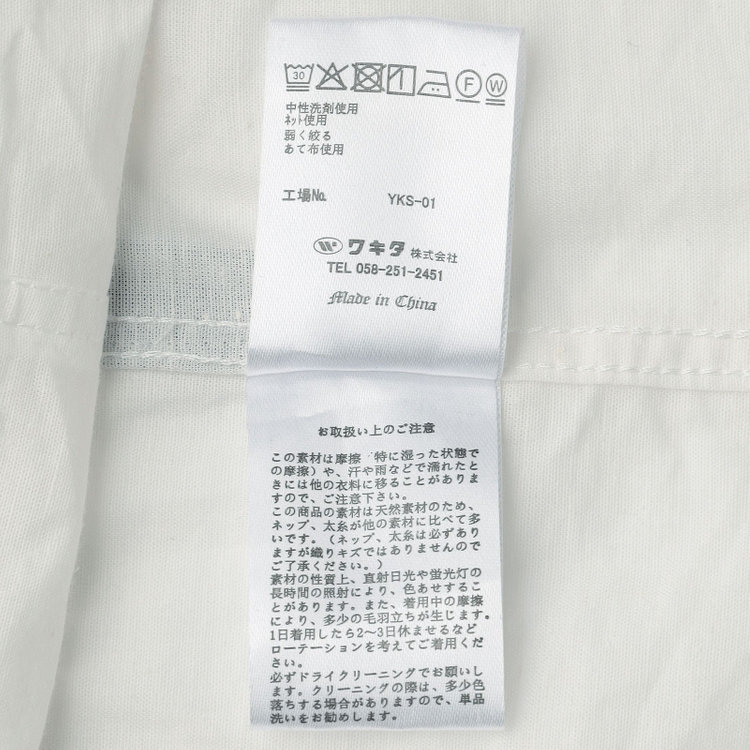 30
F
W
中性洗剤使用
ネット使用
弱く絞る
あて布使用
工場No. YKS-01
W ワキタ 株式会社
TEL 058-251-2451
Made in China
お取扱い上のご注意
この素材は摩擦 特に湿った状態で
の摩擦）や、汗や雨などで濡れたと
きには他の衣料に移ることがありま
すので、ご注意下さい。
この商品の素材は天然素材のため、
ネップ、太糸が他の素材に比べて多
いです。（ネップ、太糸は必ずあり
ますが織りキズではありませんので
ご了承ください。）
素材の性質上、直射日光や蛍光灯の
長時間の照射により、色あせするこ
とがあります。また、着用中の摩擦
により、多少の毛羽立ちが生じます。
1日着用したら2〜3日休ませるなど
ローテーションを考えてご着用くだ
さい。
必ずドライクリーニングでお願いし
ます。クリーニングの際は、多少色
落ちする場合がありますので、単品
洗いをお勧めします。